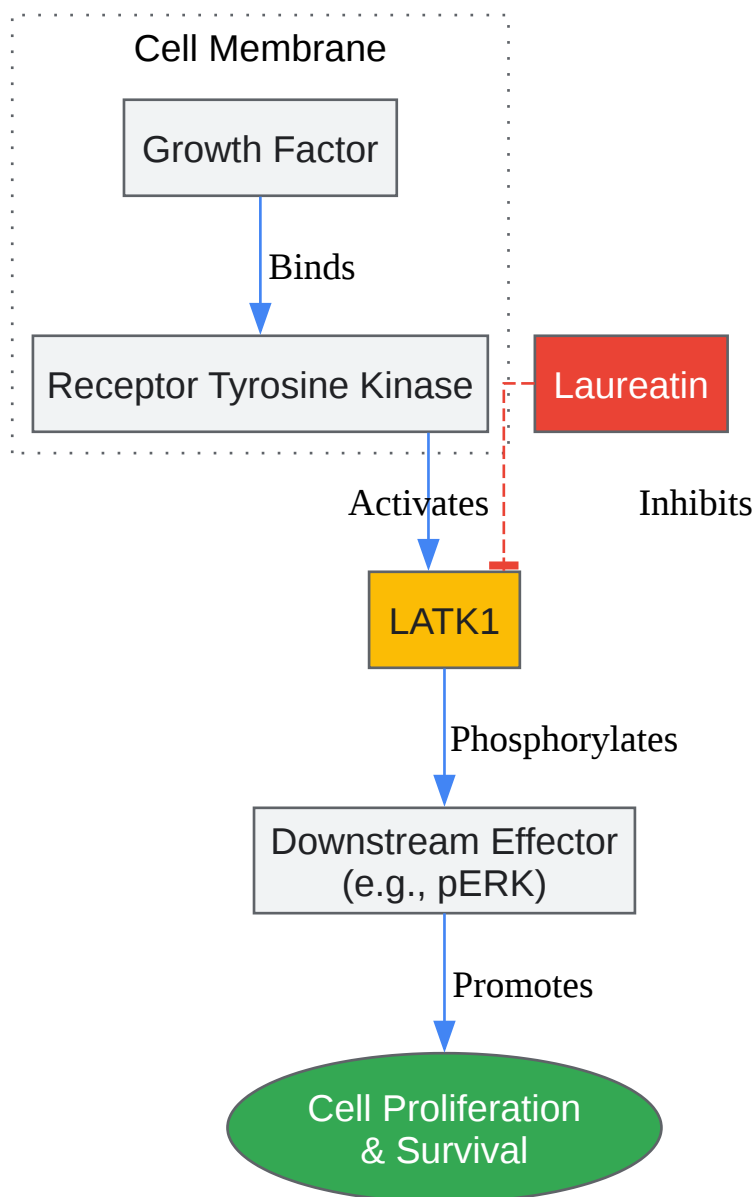 Cell Membrane
Growth Factor
Binds
Receptor Tyrosine Kinase
Laureatin
Activates
Inhibits
LATK1
Phosphorylates
Downstream Effector
(e.g., pERK)
Promotes
Cell Proliferation
& Survival